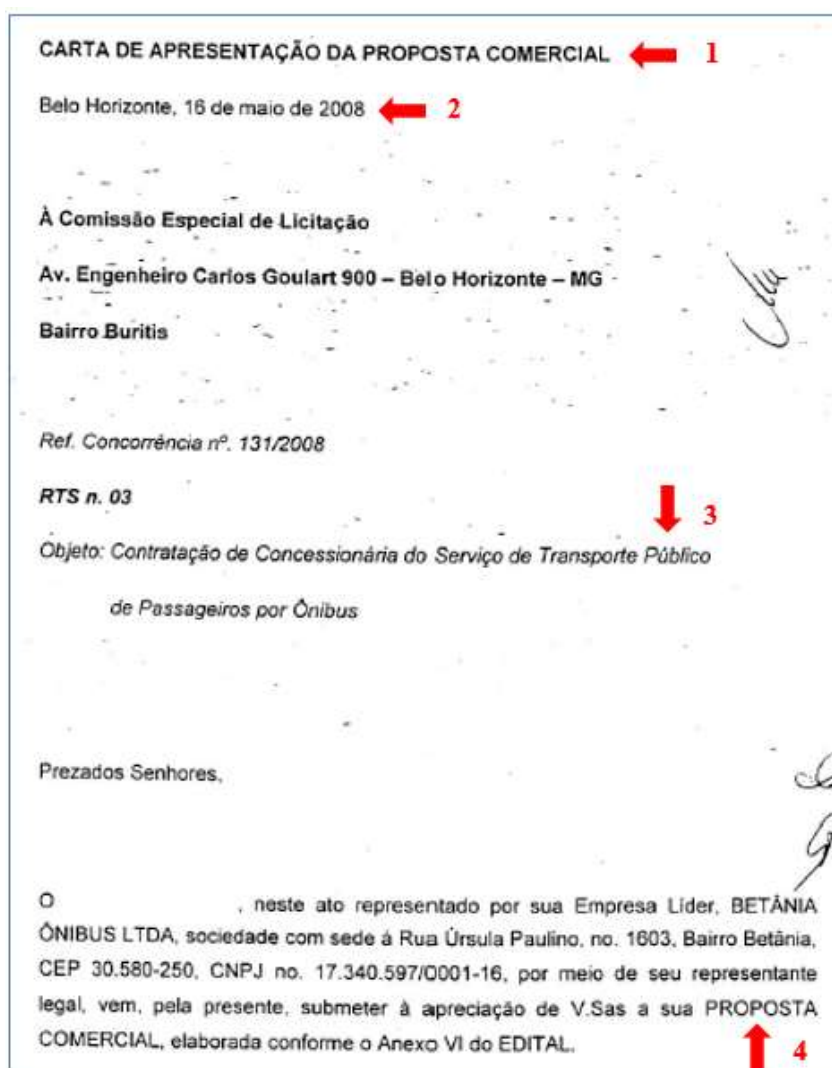 CARTA DE APRESENTAÇÃO DA PROPOSTA COMERCIAL 1
Belo Horizonte, 16 de maio de 2008 2
À Comissão Especial de Licitação
Av. Engenheiro Carlos Goulart 900 – Belo Horizonte – MG
Bairro Buritis
Ref. Concorrência nº. 131/2008
RTS n. 03
3
Objeto: Contratação de Concessionária do Serviço de Transporte Público
de Passageiros por Ônibus
Prezados Senhores,
O , neste ato representado por sua Empresa Líder, BETÂNIA
ÔNIBUS LTDA, sociedade com sede á Rua Úrsula Paulino, no. 1603, Bairro Betânia,
CEP 30.580-250, CNPJ no. 17.340.597/0001-16, por meio de seu representante
legal, vem, pela presente, submeter à apreciação de V.Sas a sua PROPOSTA
COMERCIAL, elaborada conforme o Anexo VI do EDITAL.
4